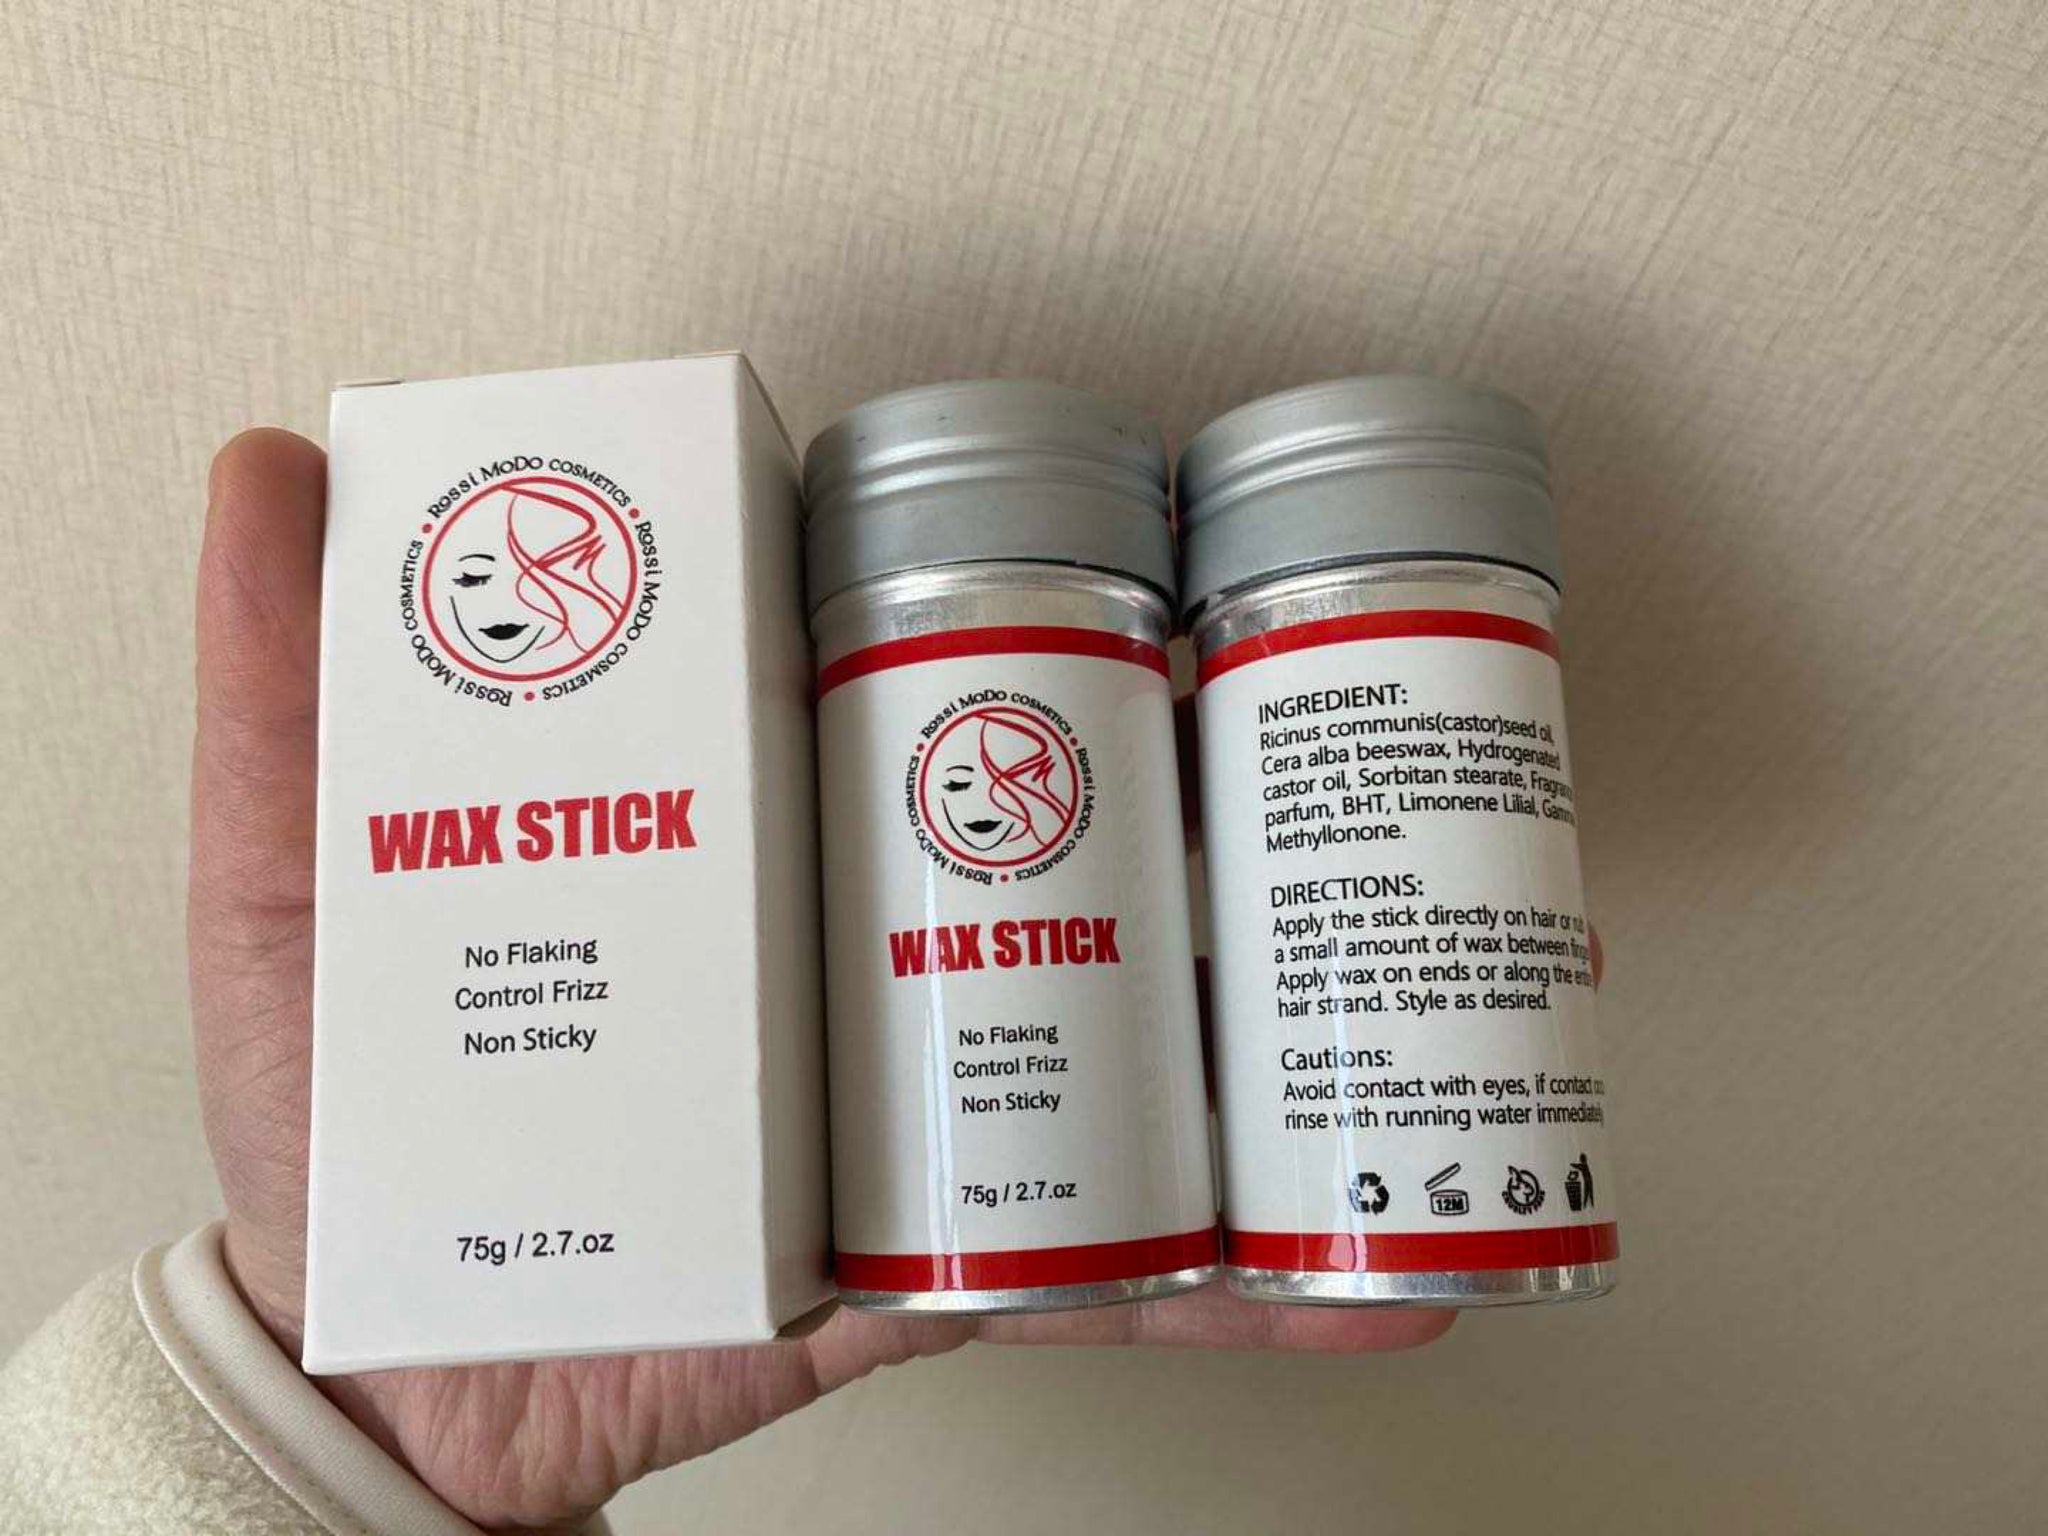 Rossi MoDo COSMETICS • Rossi MoDo COSMETICS • Rossi MoDo COSMETICS •
WAX STICK
No Flaking
Control Frizz
Non Sticky
75g / 2.7.oz
Rossi MoDo COSMETICS • Rossi MoDo COSMETICS • Rossi MoDo COSMETICS •
WAX STICK
No Flaking
Control Frizz
Non Sticky
75g / 2.7.oz
INGREDIENT:
Ricinus communis(castor)seed oil,
Cera alba beeswax, Hydrogenated
castor oil, Sorbitan stearate,
parfum, BHT, Limonene Lilial,
Methyllonone.
DIRECTIONS:
Apply the stick directly on hair or
a small amount of wax between
Apply wax on ends or along the
hair strand. Style as desired.
Cautions:
Avoid contact with eyes, if contact
rinse with running water immediately
12M